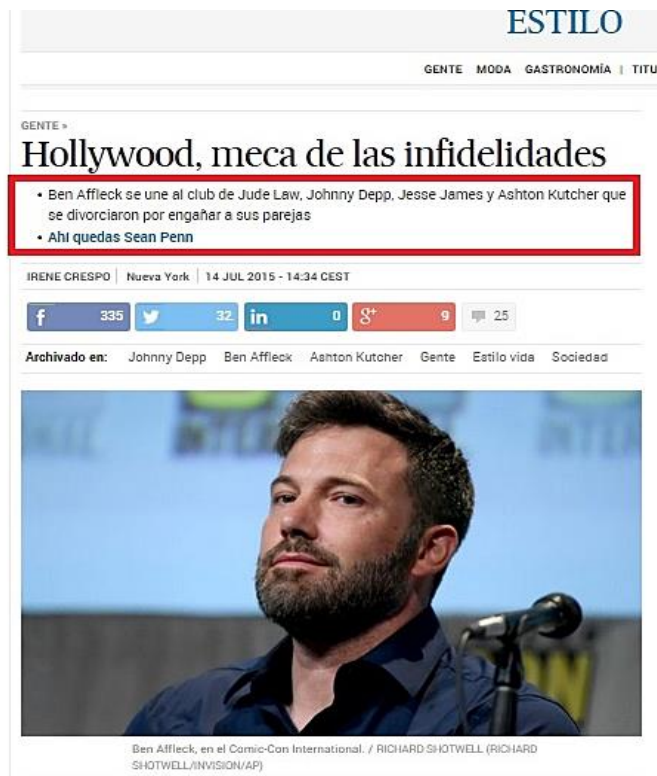 ESTILO
GENTE MODA GASTRONOMÍA | TITU
GENTE »
Hollywood, meca de las infidelidades
• Ben Affleck se une al club de Jude Law, Johnny Depp, Jesse James y Ashton Kutcher que
se divorciaron por engañar a sus parejas
• Ahí quedas Sean Penn
IRENE CRESPO | Nueva York | 14 JUL 2015 - 14:34 CEST
f 335 32 in 0 g+ 9 25
Archivado en: Johnny Depp Ben Affleck Ashton Kutcher Gente Estilo vida Sociedad
Ben Affleck, en el Comic-Con International. / RICHARD SHOTWELL (RICHARD
SHOTWELL/INVISION/AP)